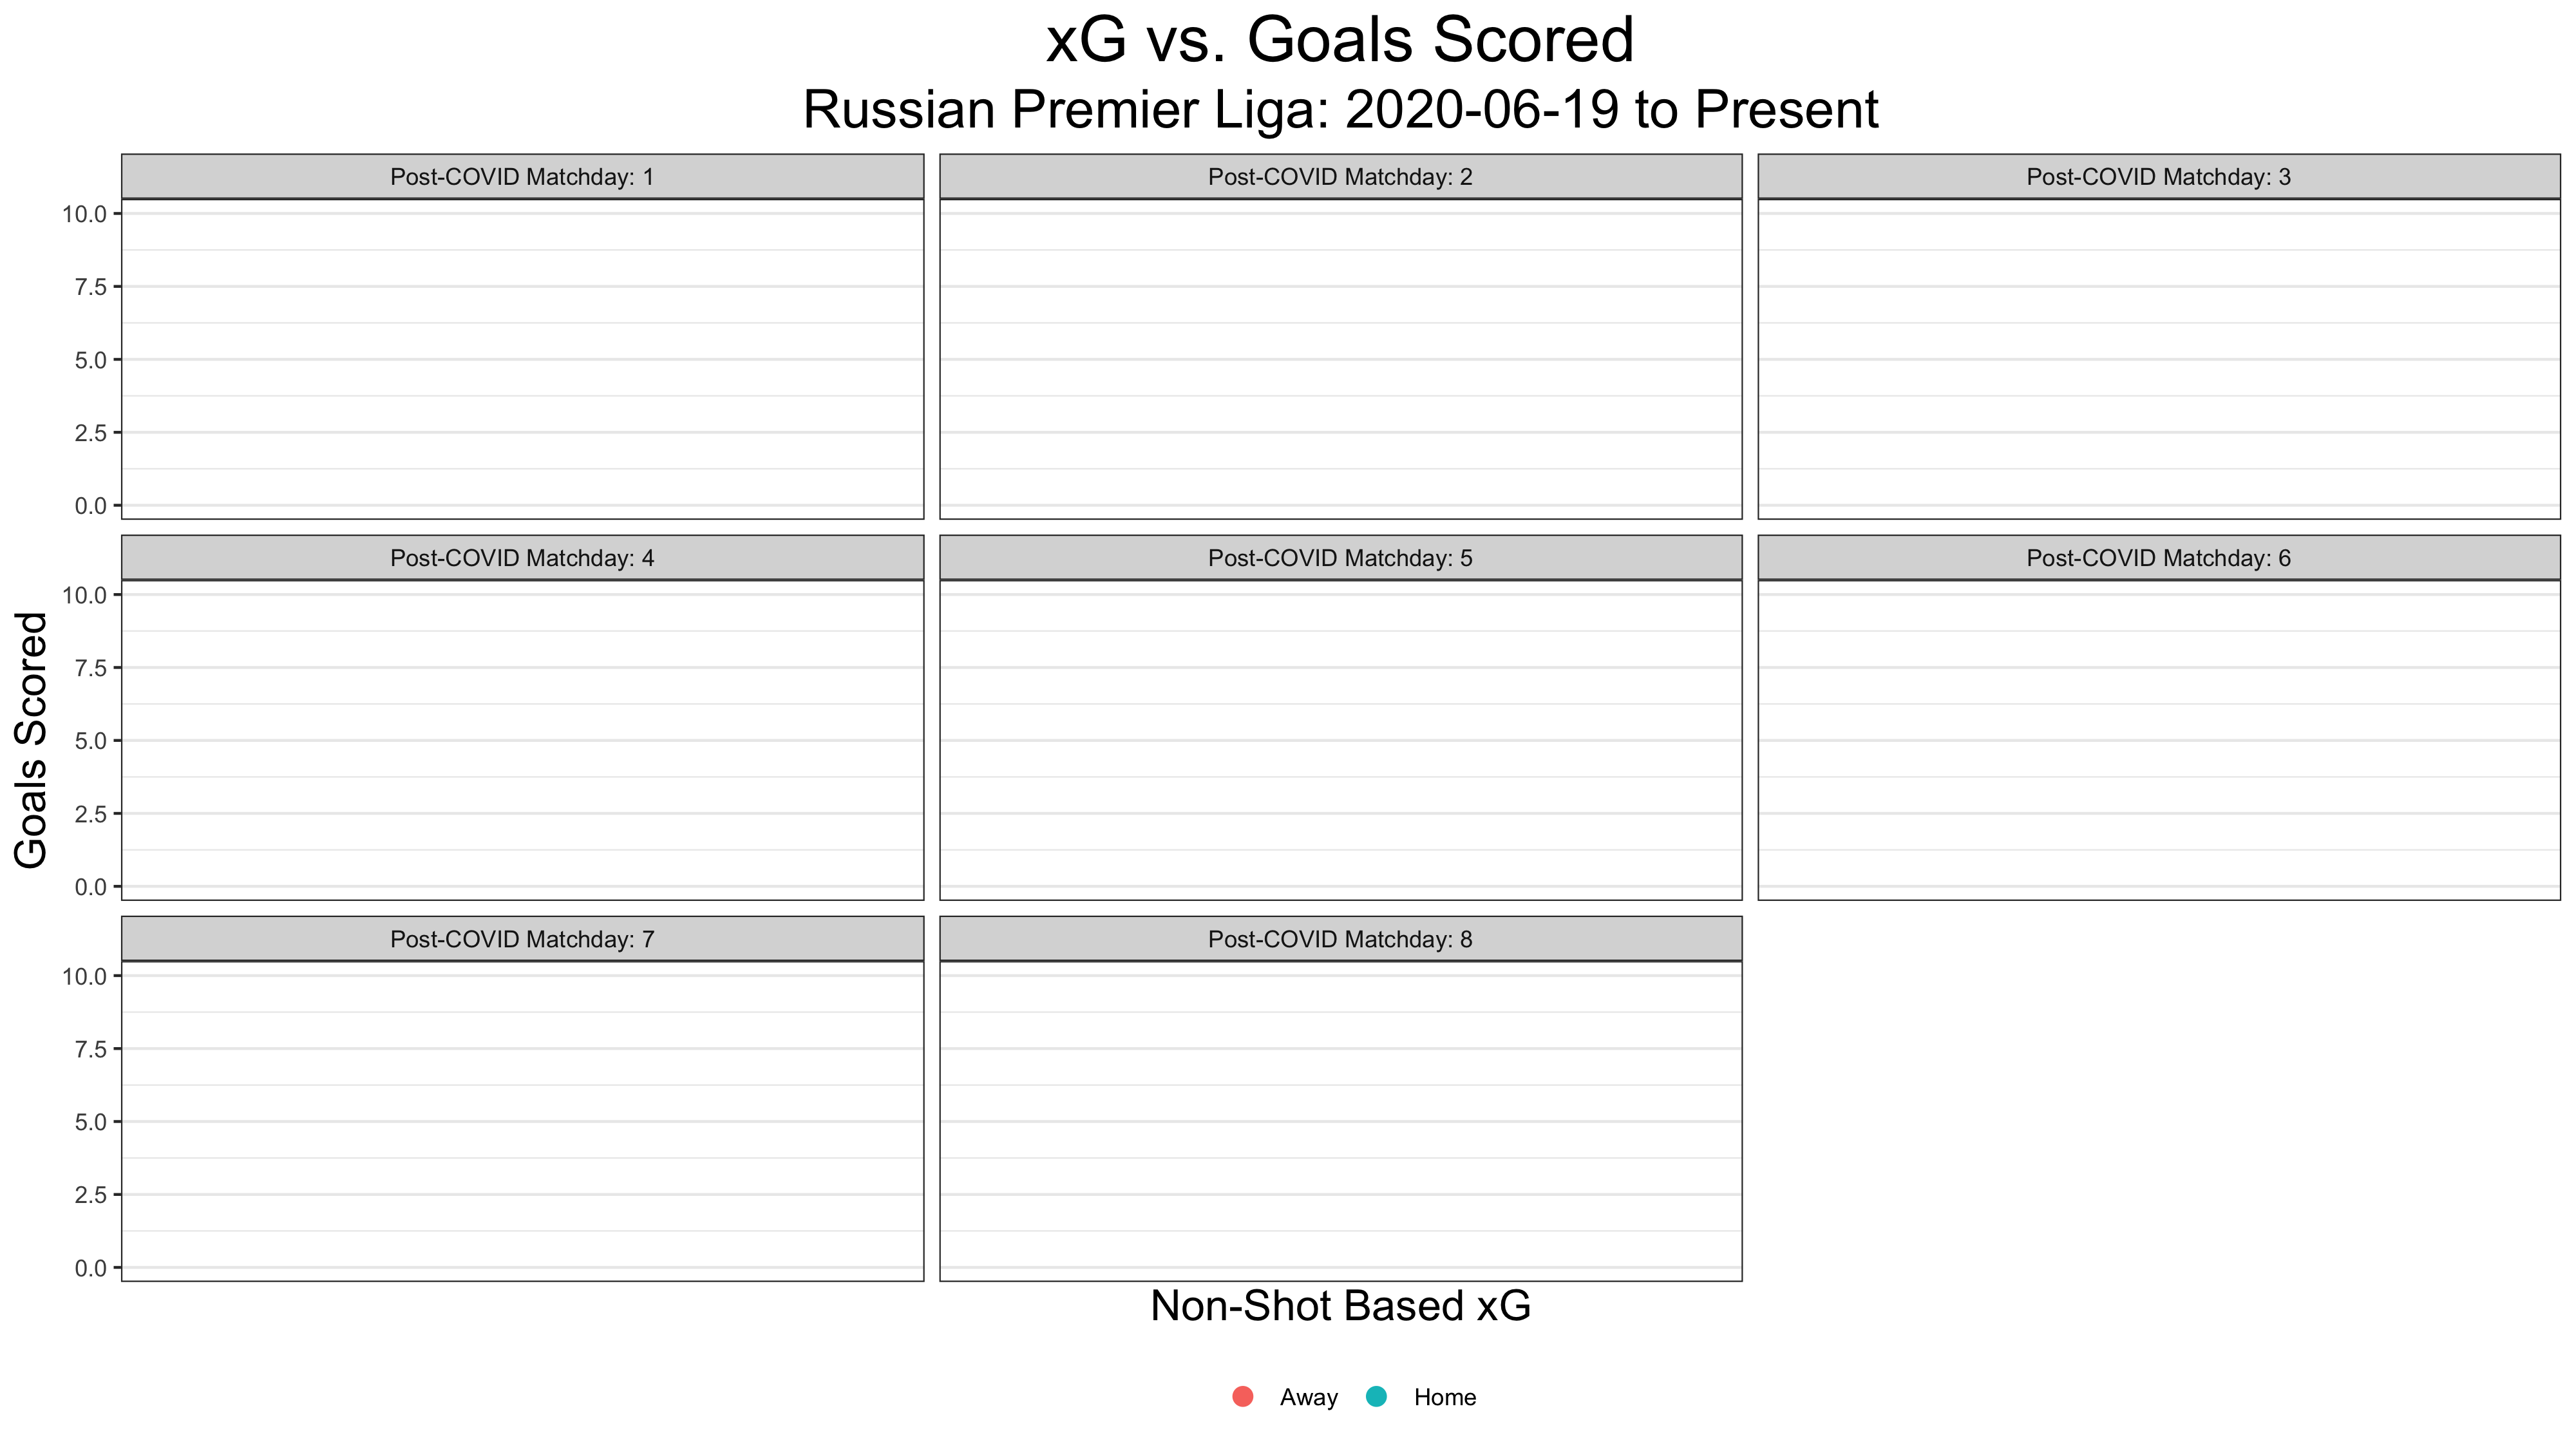 xG vs. Goals Scored
Russian Premier Liga: 2020-06-19 to Present
Post-COVID Matchday: 1
Post-COVID Matchday: 2
Post-COVID Matchday: 3
10.0
7.5
5.0
2.5
0.0
Post-COVID Matchday: 4
Post-COVID Matchday: 5
Post-COVID Matchday: 6
10.0
7.5
5.0
2.5
0.0
Goals Scored
Post-COVID Matchday: 7
Post-COVID Matchday: 8
10.0
7.5
5.0
2.5
0.0
Non-Shot Based xG
Away
Home